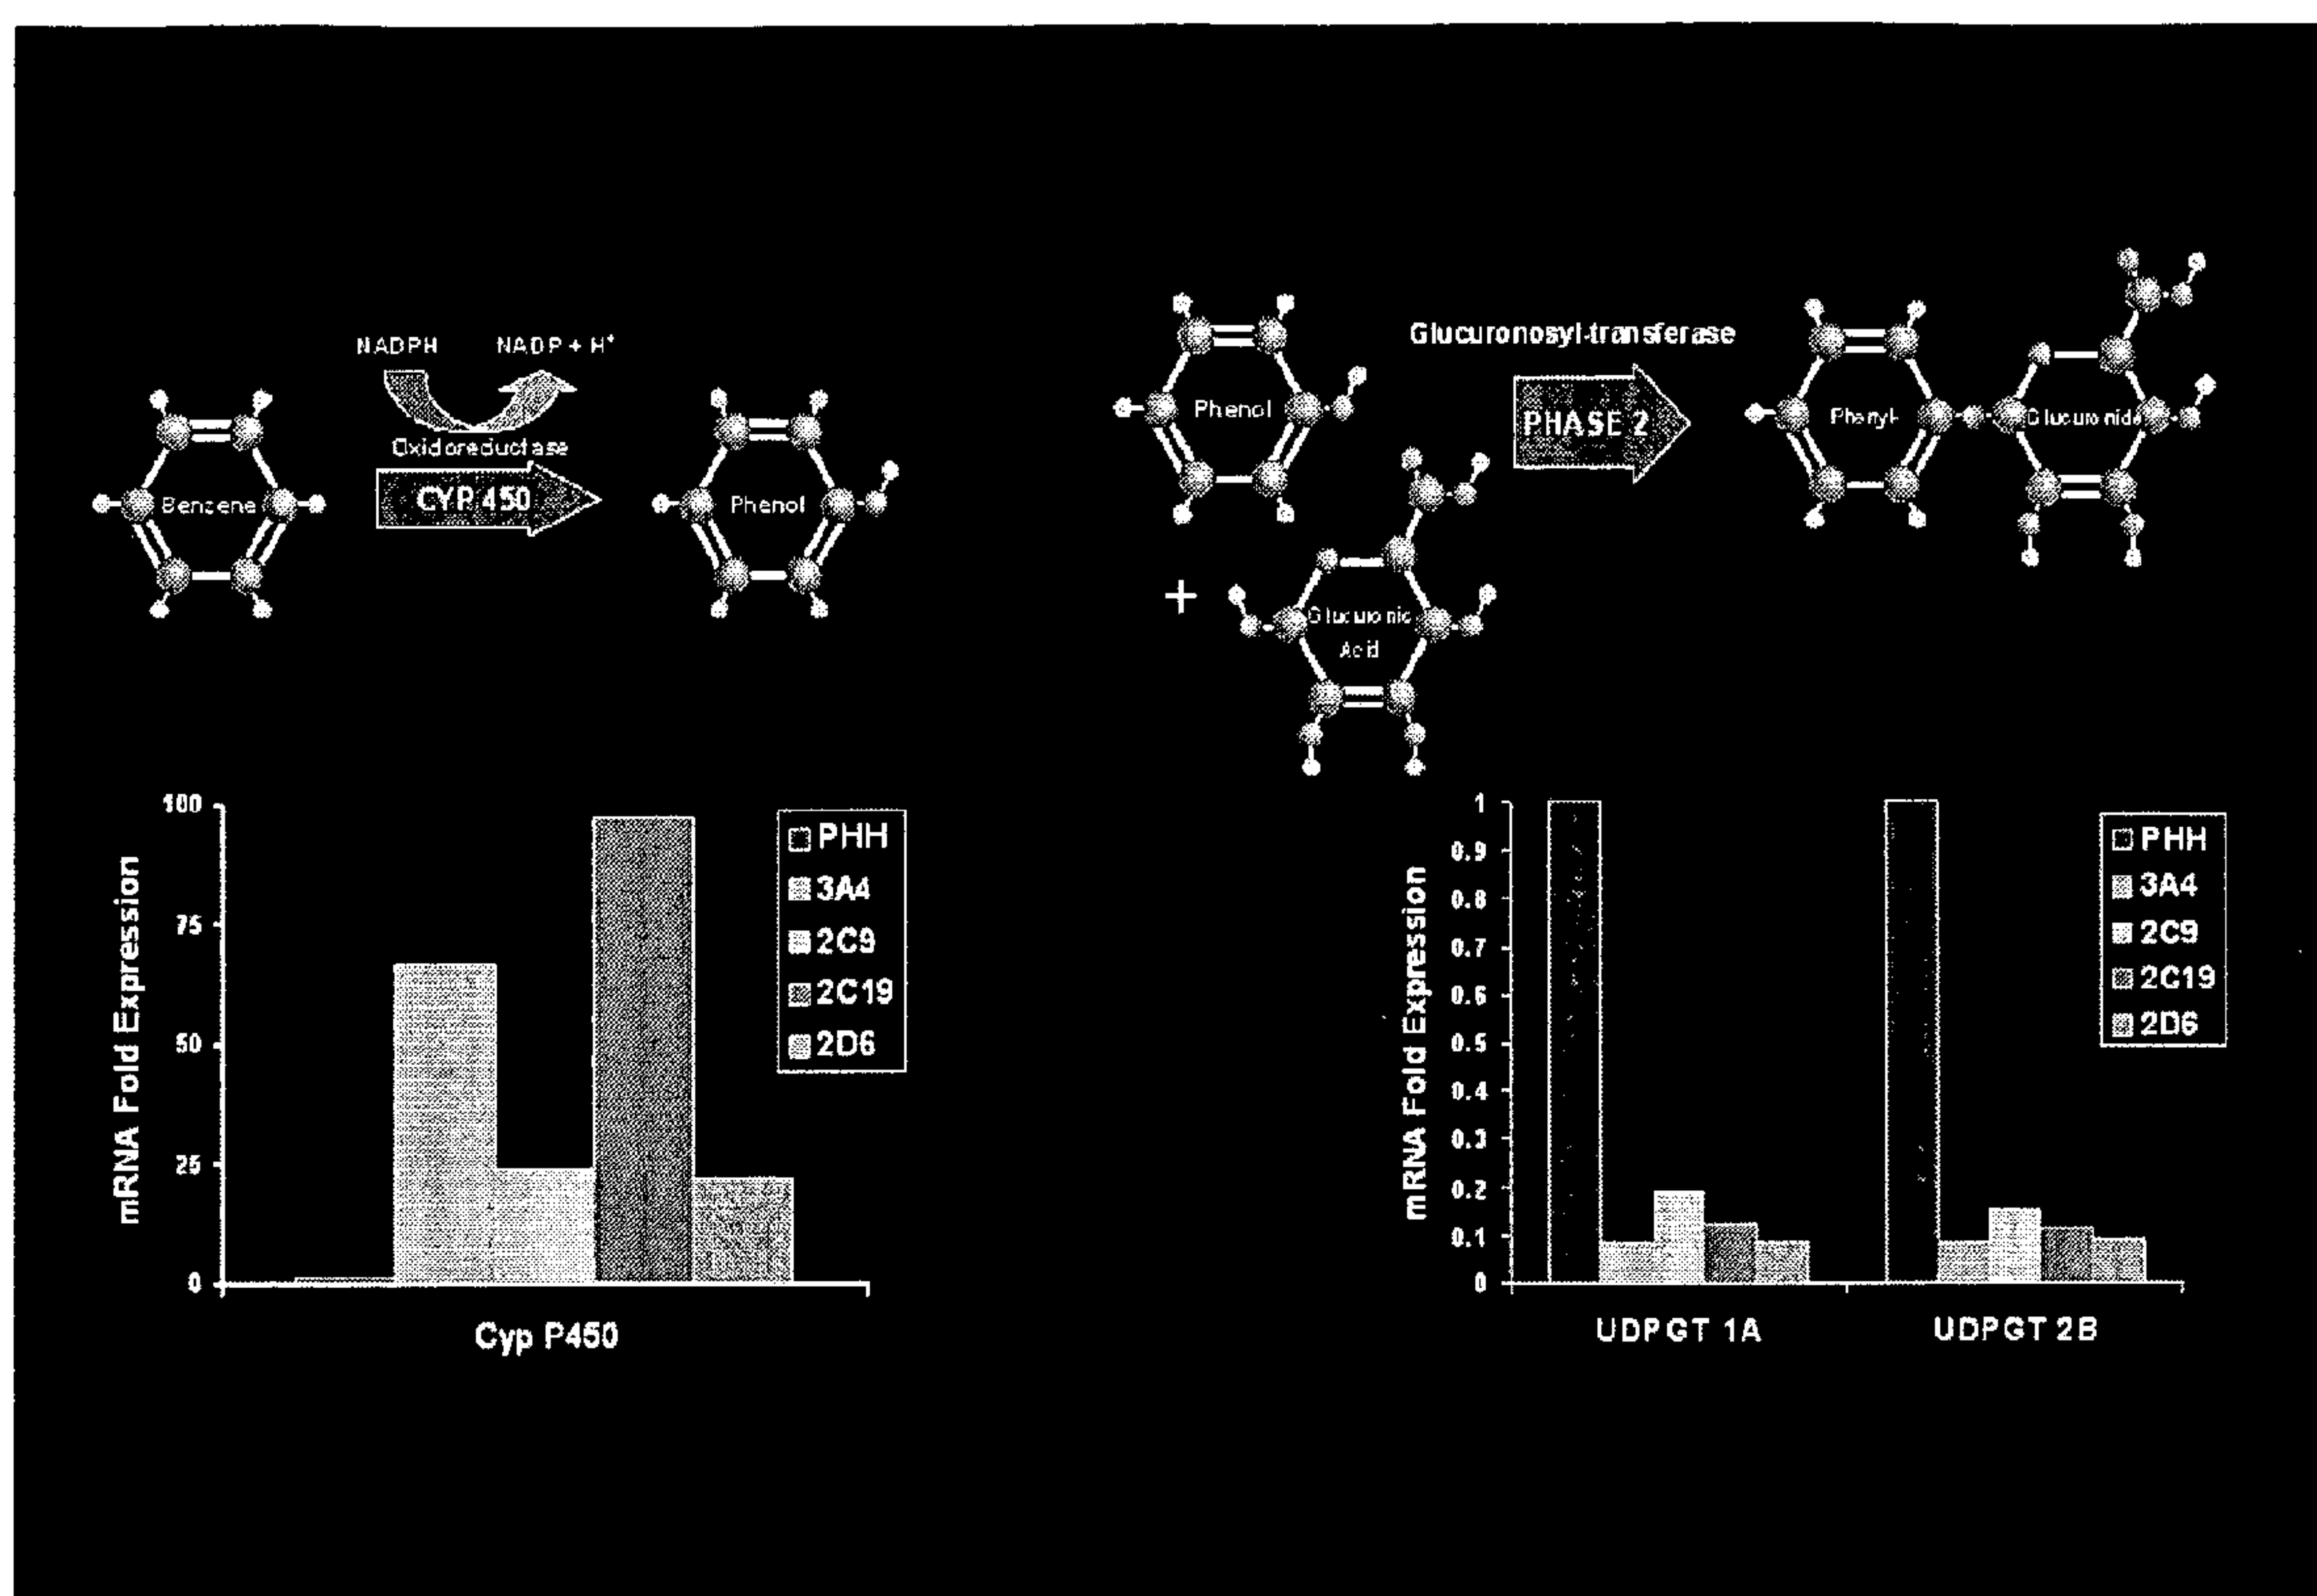 NADPH NADP + H⁺
Oxidoreductase
CYP 450
Benzene
Phenol
Phenol
Glucuronosyl-transferase
PHASE 2
Phenyl-
Glucuronide
+
Glucuronic
Acid
mRNA Fold Expression
100
75
50
25
0
Cyp P450
PHH
3A4
2C9
2C19
2D6
mRNA Fold Expression
1
0.9
0.8
0.7
0.6
0.5
0.4
0.3
0.2
0.1
0
UDPGT 1A
UDPGT 2B
PHH
3A4
2C9
2C19
2D6